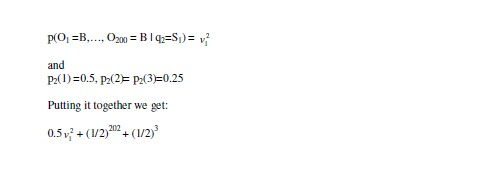 p(O₁ =B,…, O₂₀₀ = B | q₂=S₁) = v₁²
and
p₂(1) =0.5, p₂(2)= p₂(3)=0.25
Putting it together we get:
0.5 v₁² + (1/2)²⁰² + (1/2)³